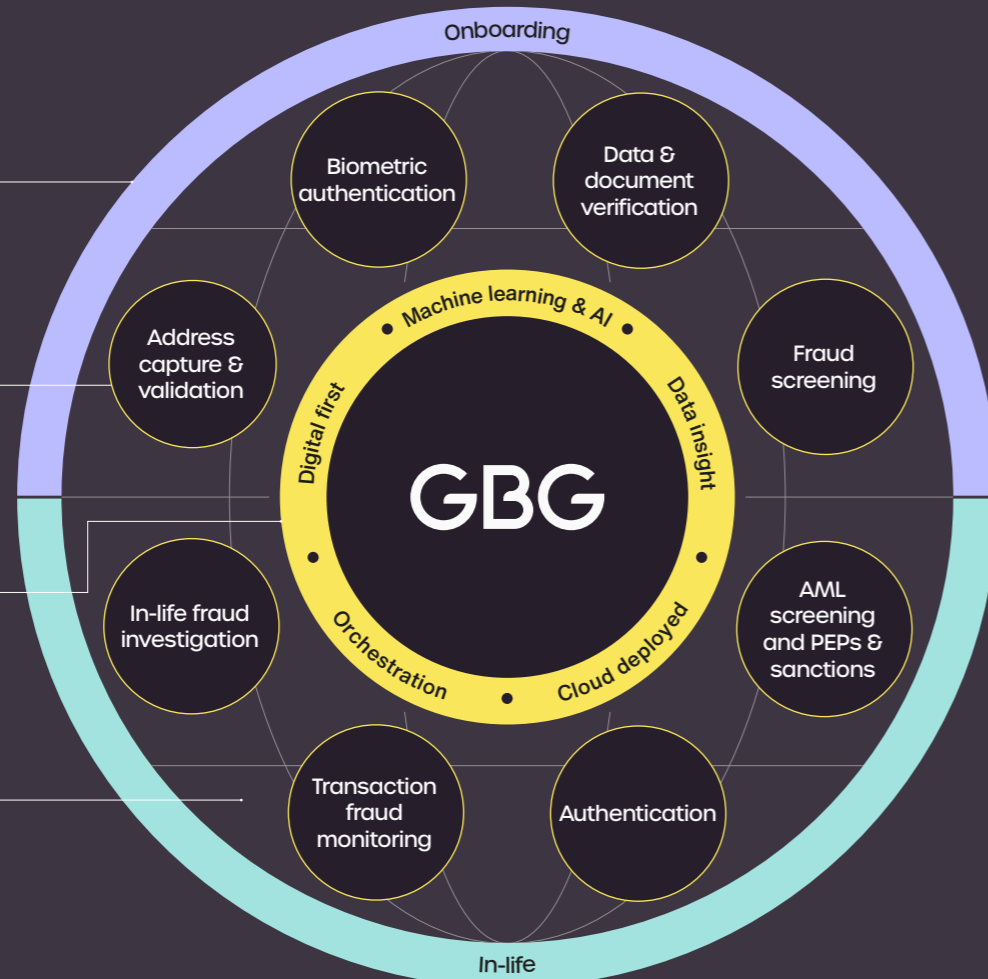 Onboarding
Biometric
authentication
Data &
document
verification
Address
capture &
validation
Fraud
screening
Machine learning & AI
Digital first
Data insight
GBG
Orchestration
Cloud deployed
In-life fraud
investigation
AML
screening
and PEPs &
sanctions
Transaction
fraud
monitoring
Authentication
In-life